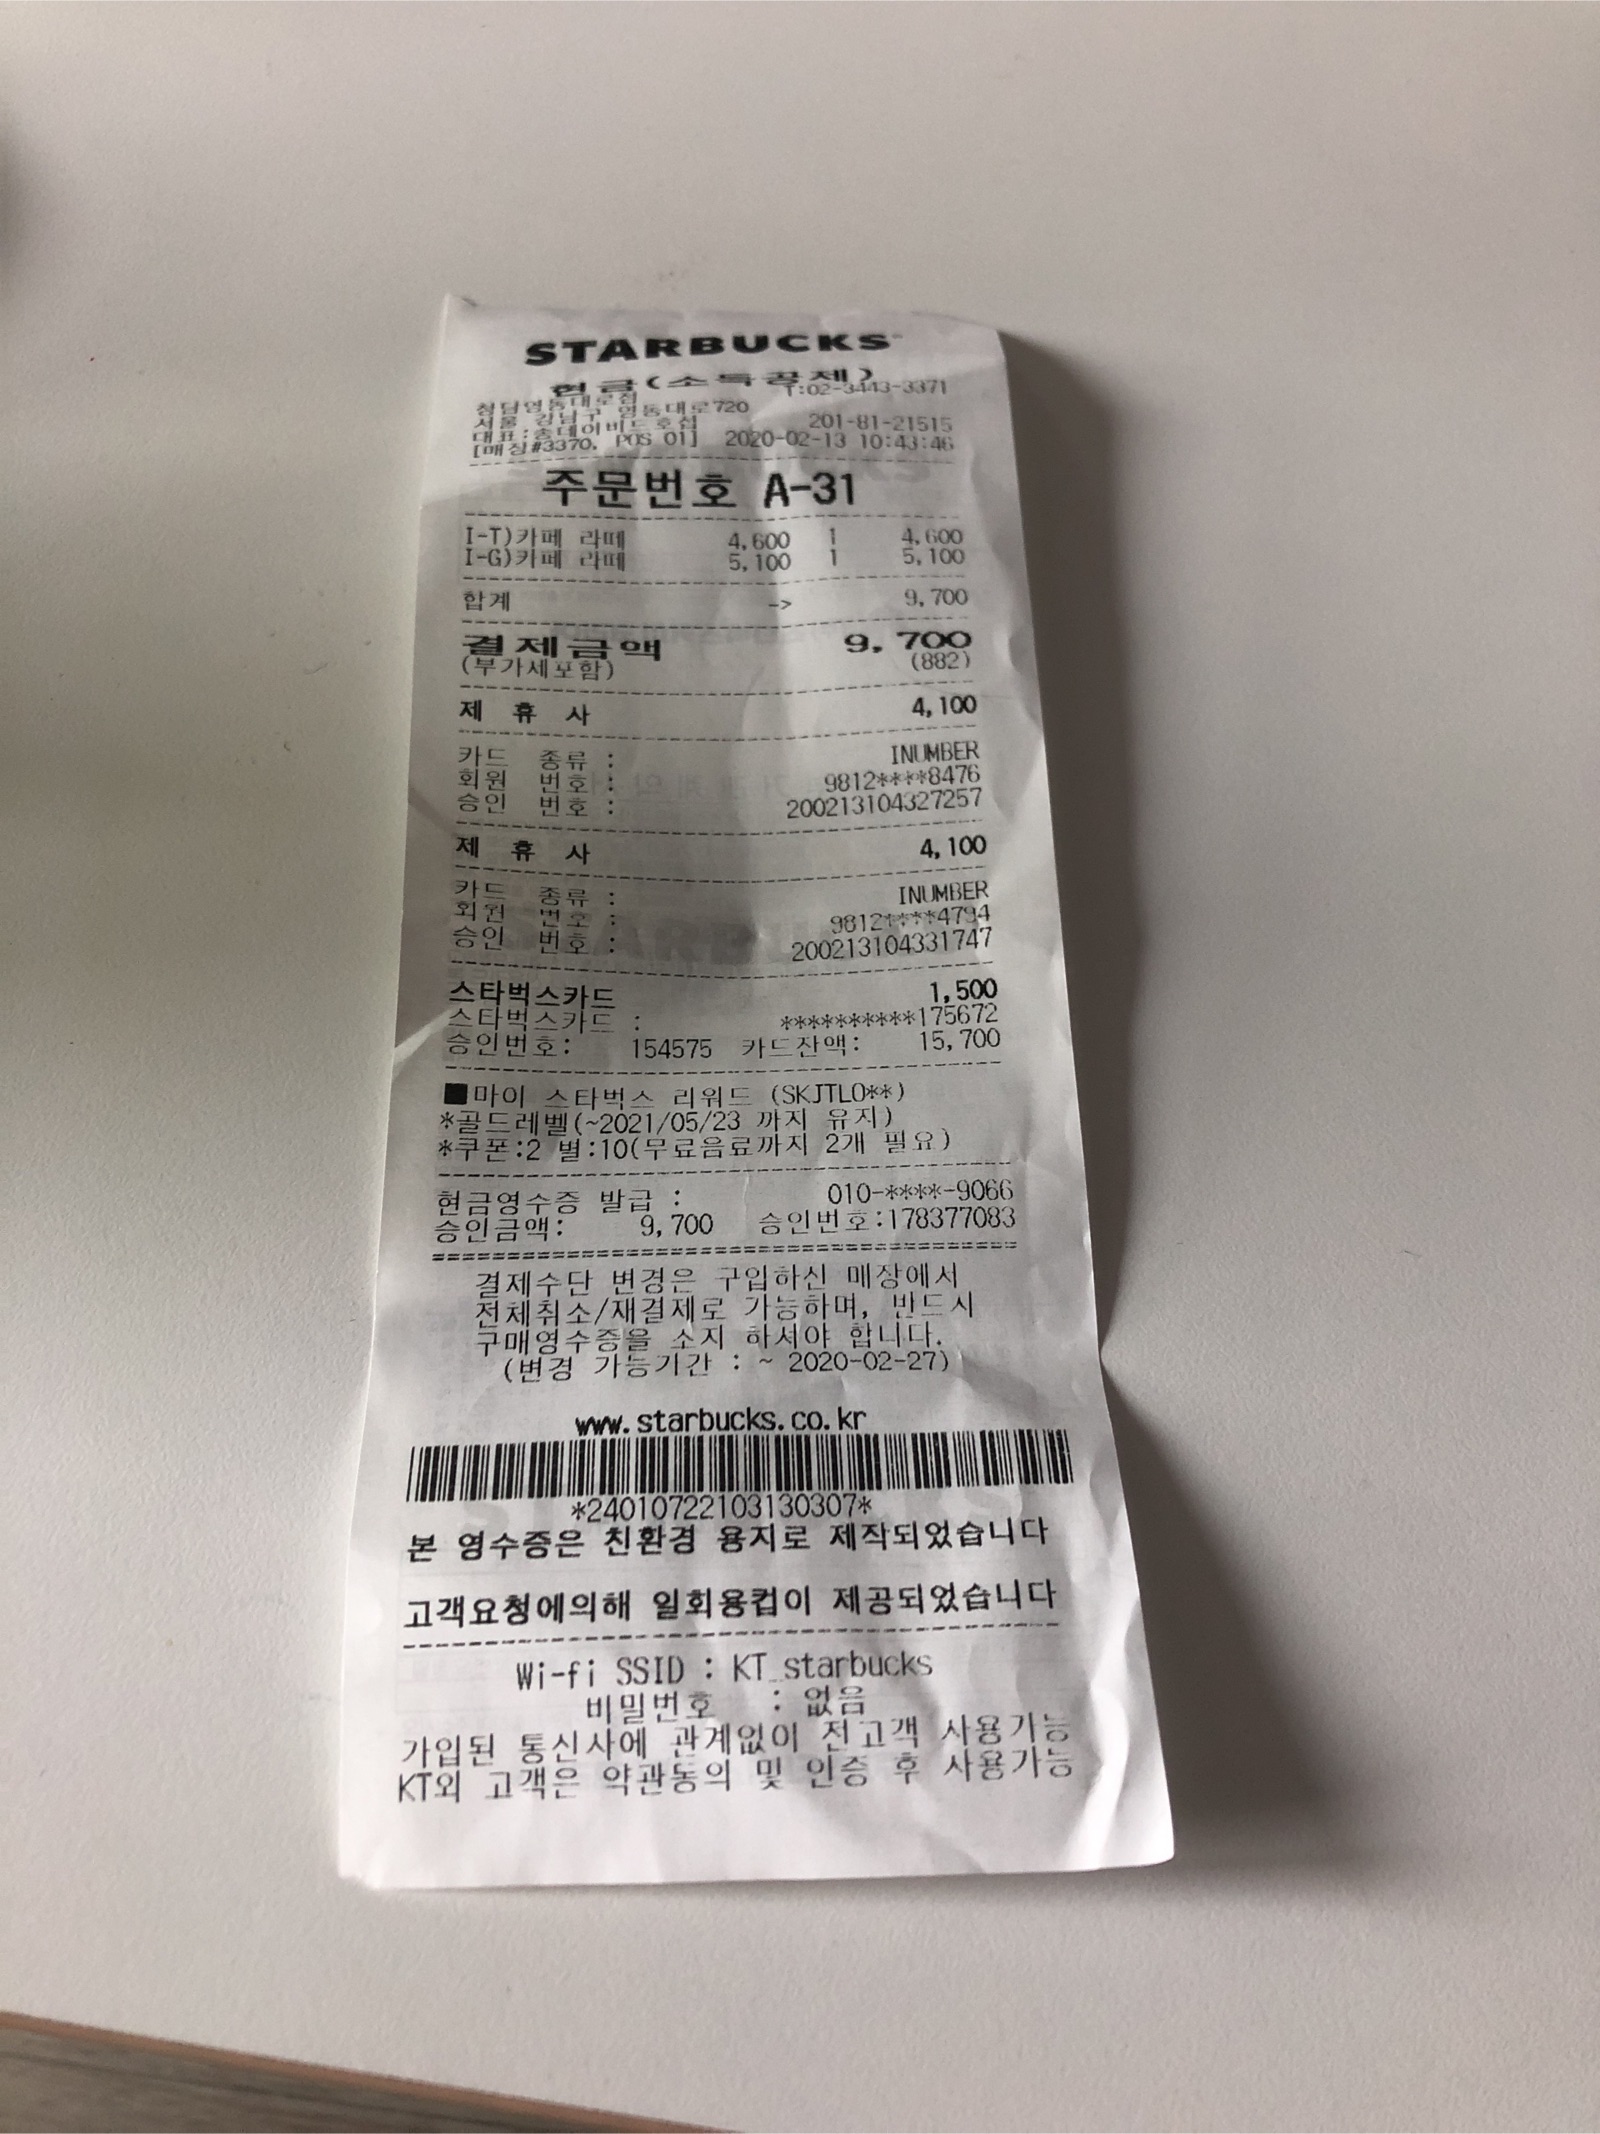 STARBUCKS
현금(소득공제)
청담영동대로점 T:02-3443-3371
서울 강남구 영동대로720
대표:송데이비드호섭 201-81-21515
[매장#3370, POS 01] 2020-02-13 10:43:46
주문번호 A-31
I-T)카페 라떼 4,600 1 4,600
I-G)카페 라떼 5,100 1 5,100
합계 -> 9,700
결제금액 9,700
(부가세포함) (882)
제 휴 사 4,100
카드 종류 : INUMBER
회원 번호 : 9812****8476
승인 번호 : 200213104327257
제 휴 사 4,100
카드 종류 : INUMBER
회원 번호 : 9812****4794
승인 번호 : 200213104331747
스타벅스카드 1,500
스타벅스카드 : **********175672
승인번호: 154575 카드잔액: 15,700
■마이 스타벅스 리워드 (SKJTLO**)
*골드레벨(~2021/05/23 까지 유지)
*쿠폰:2 별:10(무료음료까지 2개 필요)
현금영수증 발급 : 010-****-9066
승인금액: 9,700 승인번호:178377083
결제수단 변경은 구입하신 매장에서
전체취소/재결제로 가능하며, 반드시
구매영수증을 소지 하셔야 합니다.
(변경 가능기간 : ~ 2020-02-27)
www.starbucks.co.kr
*24010722103130307*
본 영수증은 친환경 용지로 제작되었습니다
고객요청에의해 일회용컵이 제공되었습니다
Wi-fi SSID : KT_starbucks
비밀번호 : 없음
가입된 통신사에 관계없이 전고객 사용가능
KT외 고객은 약관동의 및 인증 후 사용가능